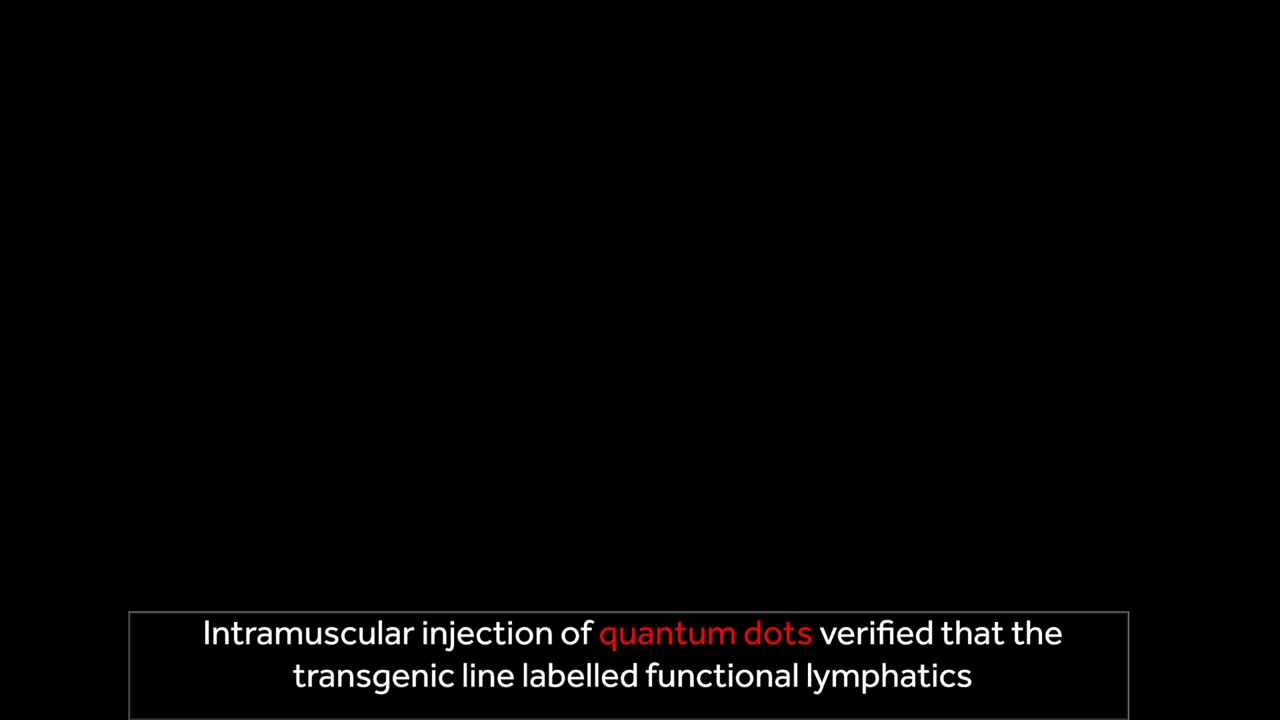 Intramuscular injection of quantum dots verified that the
transgenic line labelled functional lymphatics